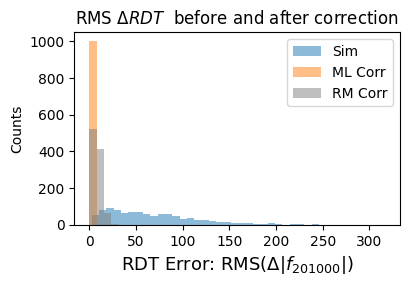 RMS ΔRDT before and after correction
Counts
1000
800
600
400
200
0
Sim
ML Corr
RM Corr
0 50 100 150 200 250 300
RDT Error: RMS(Δ|f₂₀₁₀₀₀|)